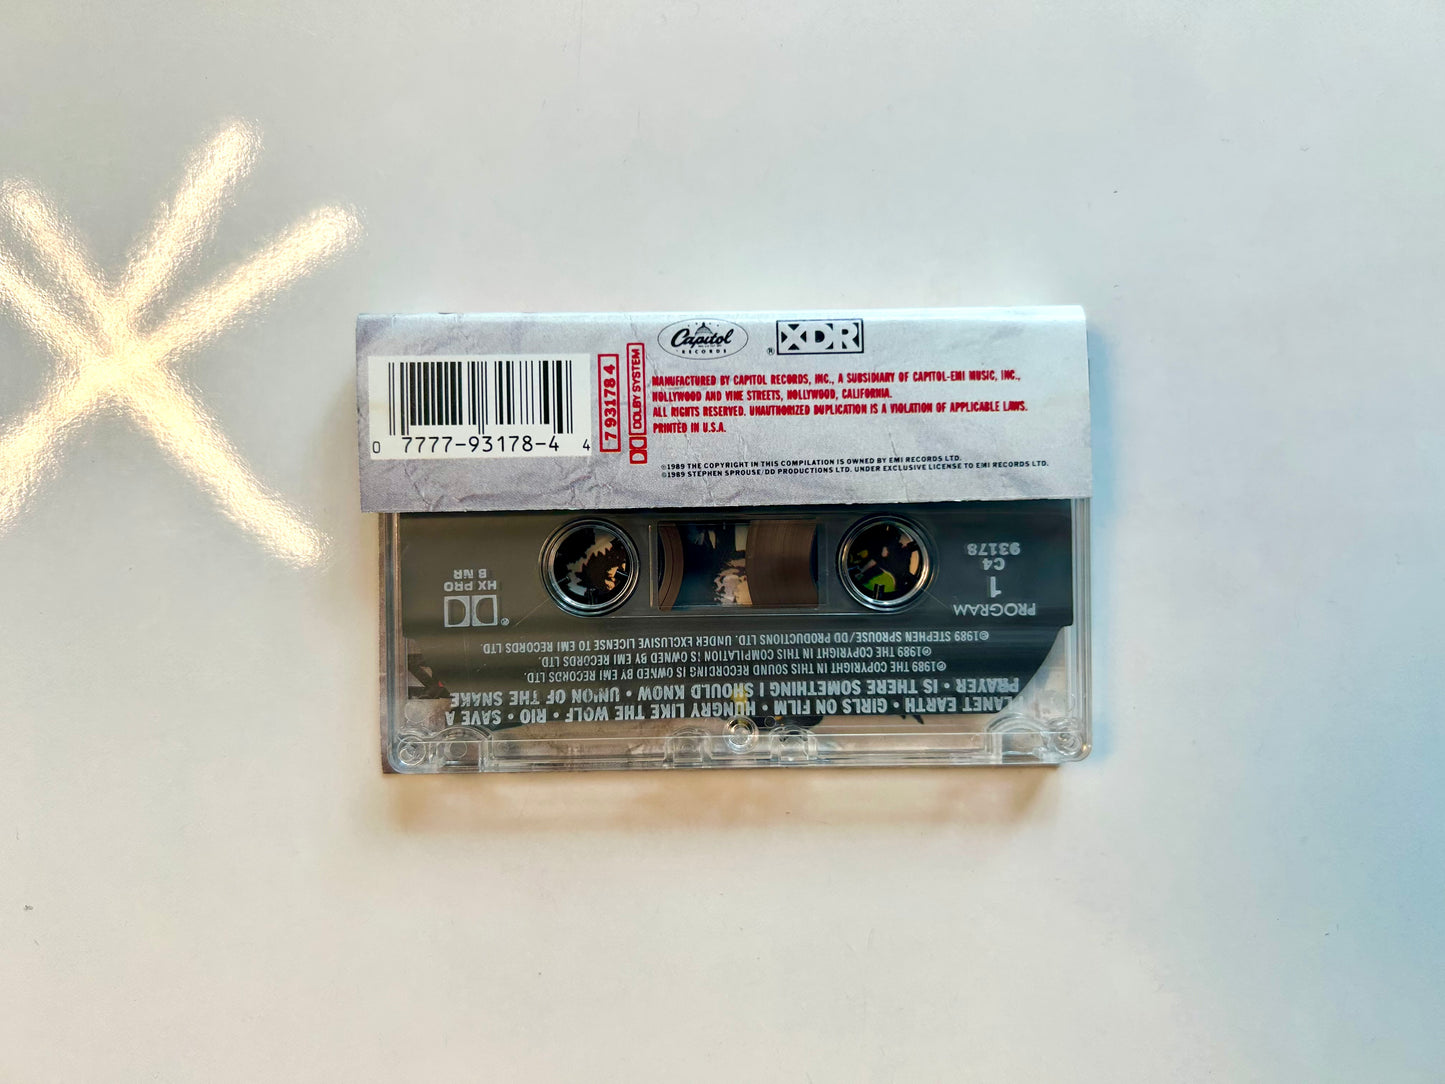 Capitol
RECORDS
® XDR
0 7777-93178-4 4
7 93178 4
DOLBY SYSTEM
MANUFACTURED BY CAPITOL RECORDS, INC., A SUBSIDIARY OF CAPITOL-EMI MUSIC, INC.,
HOLLYWOOD AND VINE STREETS, HOLLYWOOD, CALIFORNIA.
ALL RIGHTS RESERVED. UNAUTHORIZED DUPLICATION IS A VIOLATION OF APPLICABLE LAWS.
PRINTED IN U.S.A.
©1989 THE COPYRIGHT IN THIS COMPILATION IS OWNED BY EMI RECORDS LTD.
©1989 STEPHEN SPROUSE/DD PRODUCTIONS LTD. UNDER EXCLUSIVE LICENSE TO EMI RECORDS LTD.
PLANET EARTH • GIRLS ON FILM • HUNGRY LIKE THE WOLF • RIO • SAVE A
PRAYER • IS THERE SOMETHING I SHOULD KNOW • UNION OF THE SNAKE
℗1989 THE COPYRIGHT IN THIS SOUND RECORDING IS OWNED BY EMI RECORDS LTD.
©1989 THE COPYRIGHT IN THIS COMPILATION IS OWNED BY EMI RECORDS LTD.
©1989 STEPHEN SPROUSE/DD PRODUCTIONS LTD. UNDER EXCLUSIVE LICENSE TO EMI RECORDS LTD.
PROGRAM
1
C4
93178
®
HX PRO
B NR